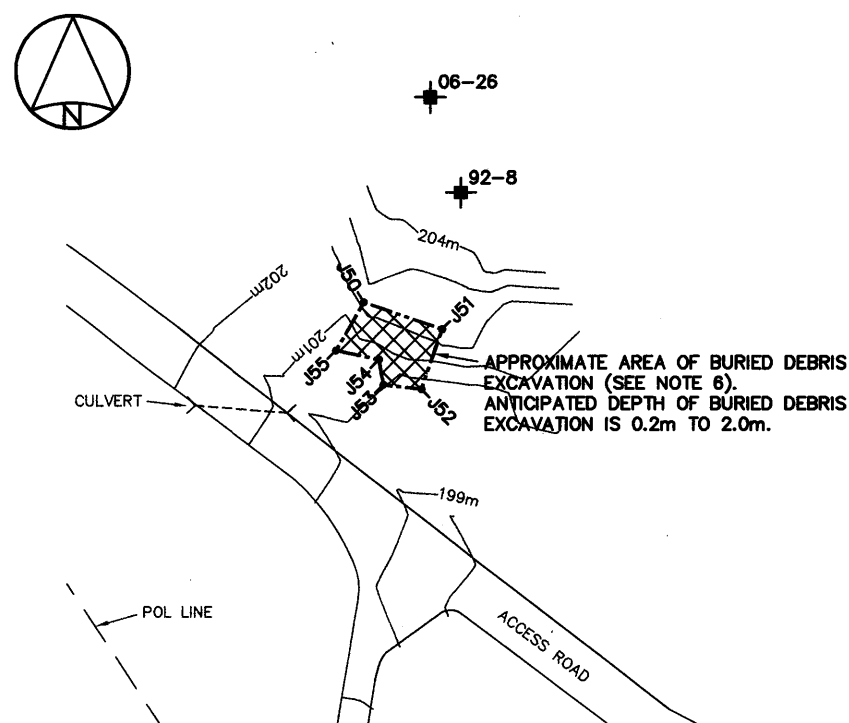 N
06-26
92-8
204m
202m
J50
J51
201m
J55
J54
J53
J52
APPROXIMATE AREA OF BURIED DEBRIS
EXCAVATION (SEE NOTE 6).
ANTICIPATED DEPTH OF BURIED DEBRIS
EXCAVATION IS 0.2m TO 2.0m.
CULVERT
199m
POL LINE
ACCESS ROAD